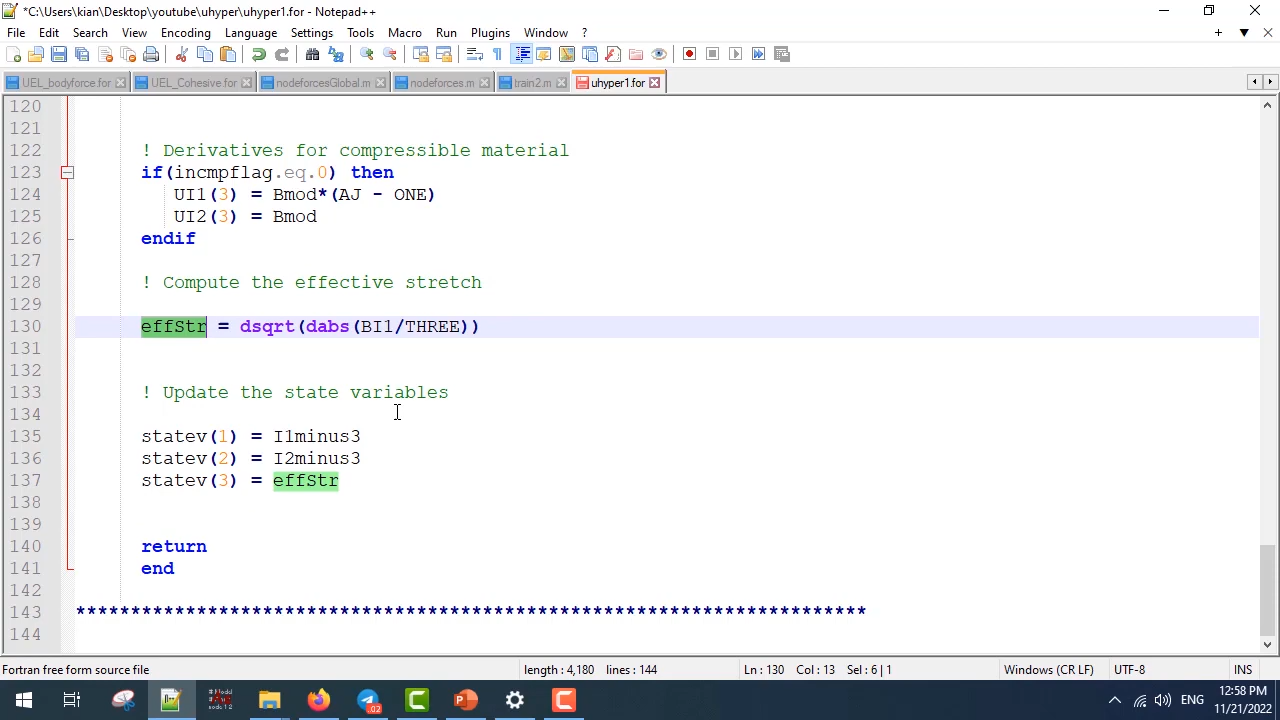 *C:\Users\kian\Desktop\youtube\uhyper\uhyper1.for - Notepad++
File Edit Search View Encoding Language Settings Tools Macro Run Plugins Window ?
UEL_bodyforce.for UEL_Cohesive.for nodeforcesGlobal.m nodeforces.m train2.m uhyper1.for
120
121
122 ! Derivatives for compressible material
123 if(incmpflag.eq.0) then
124 UI1(3) = Bmod*(AJ - ONE)
125 UI2(3) = Bmod
126 endif
127
128 ! Compute the effective stretch
129
130 effStr = dsqrt(dabs(BI1/THREE))
131
132
133 ! Update the state variables
134
135 statev(1) = I1minus3
136 statev(2) = I2minus3
137 statev(3) = effStr
138
139
140 return
141 end
142
143 ************************************************************************
144
Fortran free form source file length : 4,180 lines : 144 Ln : 130 Col : 13 Sel : 6 | 1 Windows (CR LF) UTF-8 INS
ENG 12:58 PM
11/21/2022